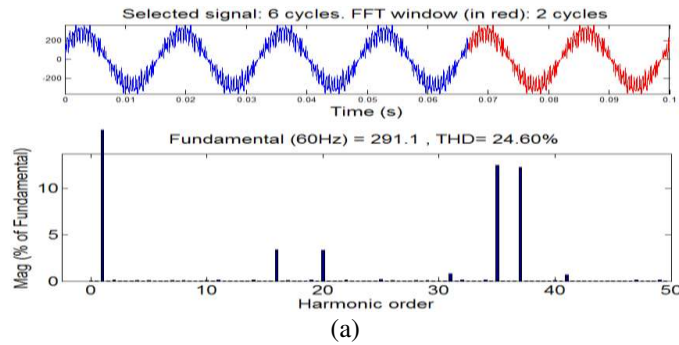 Selected signal: 6 cycles. FFT window (in red): 2 cycles
200
0
-200
0 0.01 0.02 0.03 0.04 0.05 0.06 0.07 0.08 0.09 0.1
Time (s)
Fundamental (60Hz) = 291.1 , THD= 24.60%
Mag (% of Fundamental)
10
5
0
0 10 20 30 40 50
Harmonic order
(a)